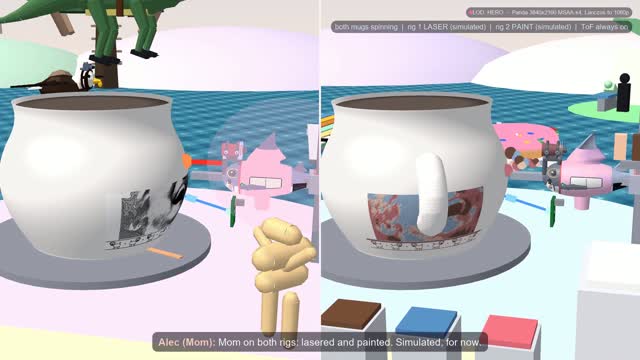 LOD: HERO - Panda 3840x2160 MSAA x4, Lanczos to 1080p
both mugs spinning | rig 1 LASER (simulated) | rig 2 PAINT (simulated) | ToF always on
Alec (Mom): Mom on both rigs; lasered and painted. Simulated, for now.